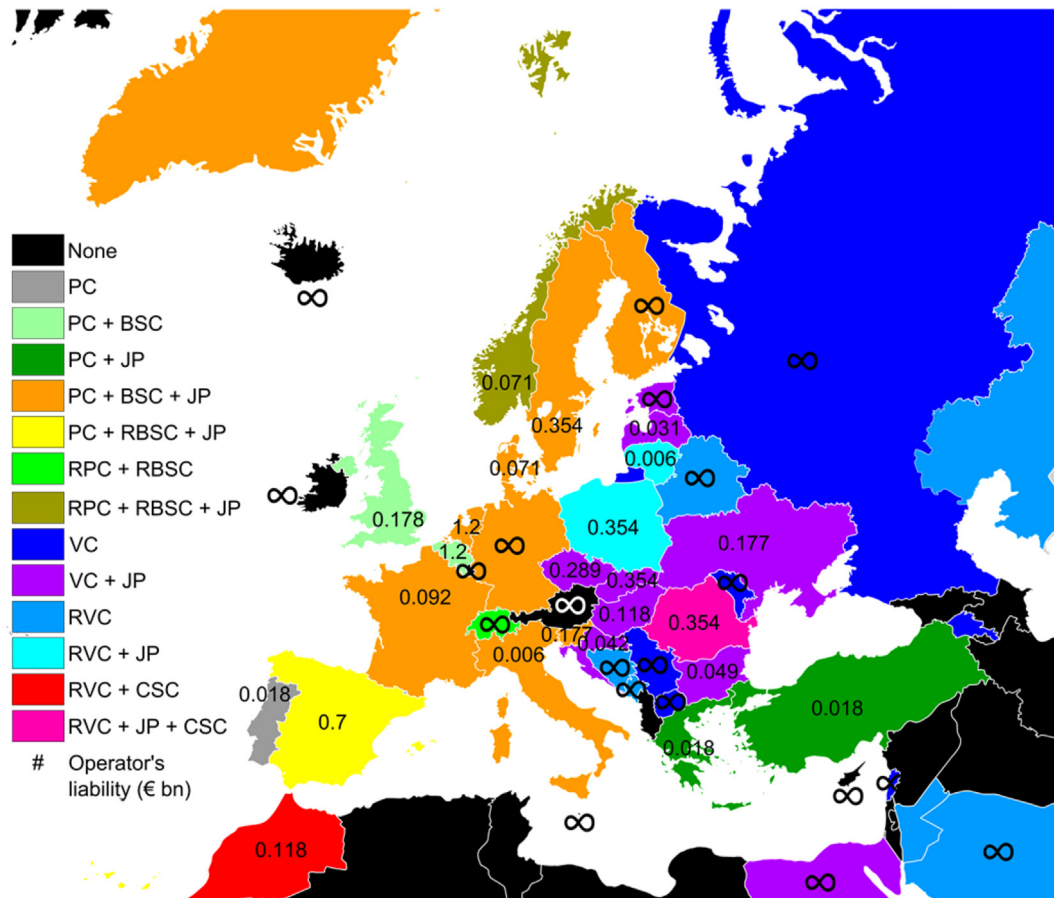 None
PC
PC + BSC
PC + JP
PC + BSC + JP
PC + RBSC + JP
RPC + RBSC
RPC + RBSC + JP
VC
VC + JP
RVC
RVC + JP
RVC + CSC
RVC + JP + CSC
# Operator's
liability (€ bn)
∞
∞
∞
0.071
∞
0.354
0.031
0.071
0.006
∞
∞
0.178
1.2
0.354
0.177
1.2
∞
∞
0.289
0.354
∞
0.092
∞
0.118
∞
0.177
0.042
0.354
0.006
∞
∞
0.049
∞
∞
0.018
0.7
0.018
0.018
∞
∞
∞
0.118
∞
∞